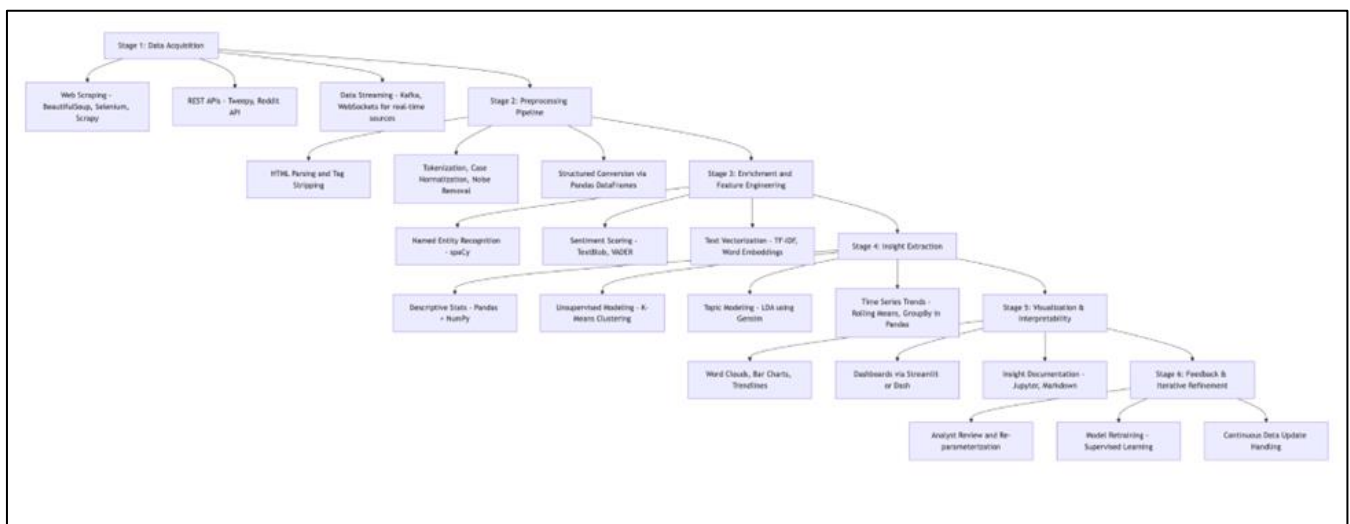 Stage 1: Data Acquisition
Web Scraping -
BeautifulSoup, Selenium,
Scrapy
REST APIs - Tweepy, Reddit
API
Data Streaming - Kafka,
WebSockets for real-time
sources
Stage 2: Preprocessing
Pipeline
HTML Parsing and Tag
Stripping
Tokenization, Case
Normalization, Noise
Removal
Structured Conversion via
Pandas DataFrames
Stage 3: Enrichment and
Feature Engineering
Named Entity Recognition
- spaCy
Sentiment Scoring -
TextBlob, VADER
Text Vectorization - TF-IDF,
Word Embeddings
Stage 4: Insight Extraction
Descriptive Stats - Pandas
+ NumPy
Unsupervised Modeling - K-
Means Clustering
Topic Modeling - LDA using
Gensim
Time Series Trends -
Rolling Means, GroupBy in
Pandas
Stage 5: Visualization &
Interpretability
Word Clouds, Bar Charts,
Trendlines
Dashboards via Streamlit
or Dash
Insight Documentation -
Jupyter, Markdown
Stage 6: Feedback &
Iterative Refinement
Analyst Review and Re-
parameterization
Model Retraining -
Supervised Learning
Continuous Data Update
Handling